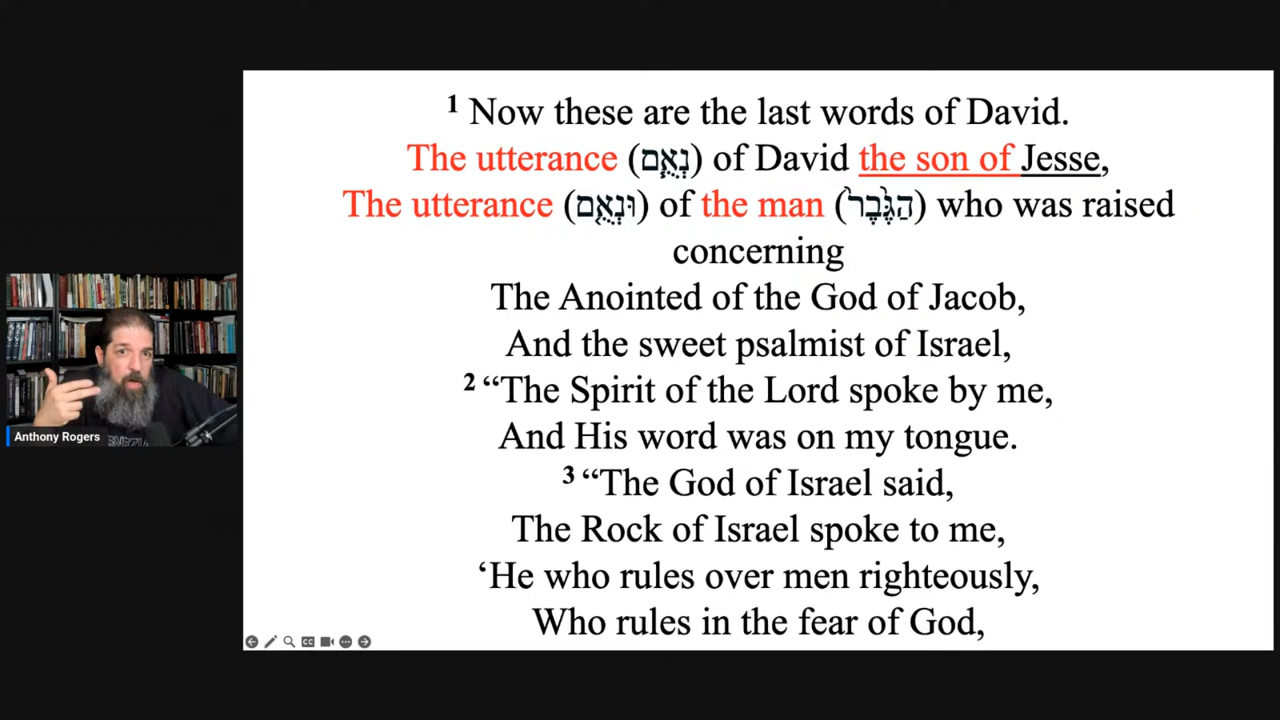 1 Now these are the last words of David.
The utterance (נְאֻ֧ם) of David the son of Jesse,
The utterance (וּנְאֻ֤ם) of the man (הַגֶּ֙בֶר֙) who was raised
concerning
The Anointed of the God of Jacob,
And the sweet psalmist of Israel,
2 “The Spirit of the Lord spoke by me,
And His word was on my tongue.
3 “The God of Israel said,
The Rock of Israel spoke to me,
‘He who rules over men righteously,
Who rules in the fear of God,
Anthony Rogers